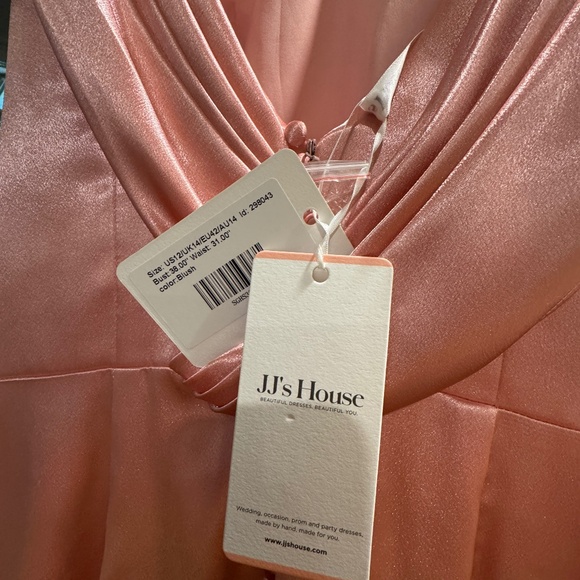 Size: US12/UK14/EU42/AU14 Id: 298043
Bust:38.00" Waist: 31.00"
color:Blush
JJ's House
BEAUTIFUL DRESSES. BEAUTIFUL YOU.
Wedding, occasion, prom and party dresses,
made by hand, made for you.
www.jjshouse.com